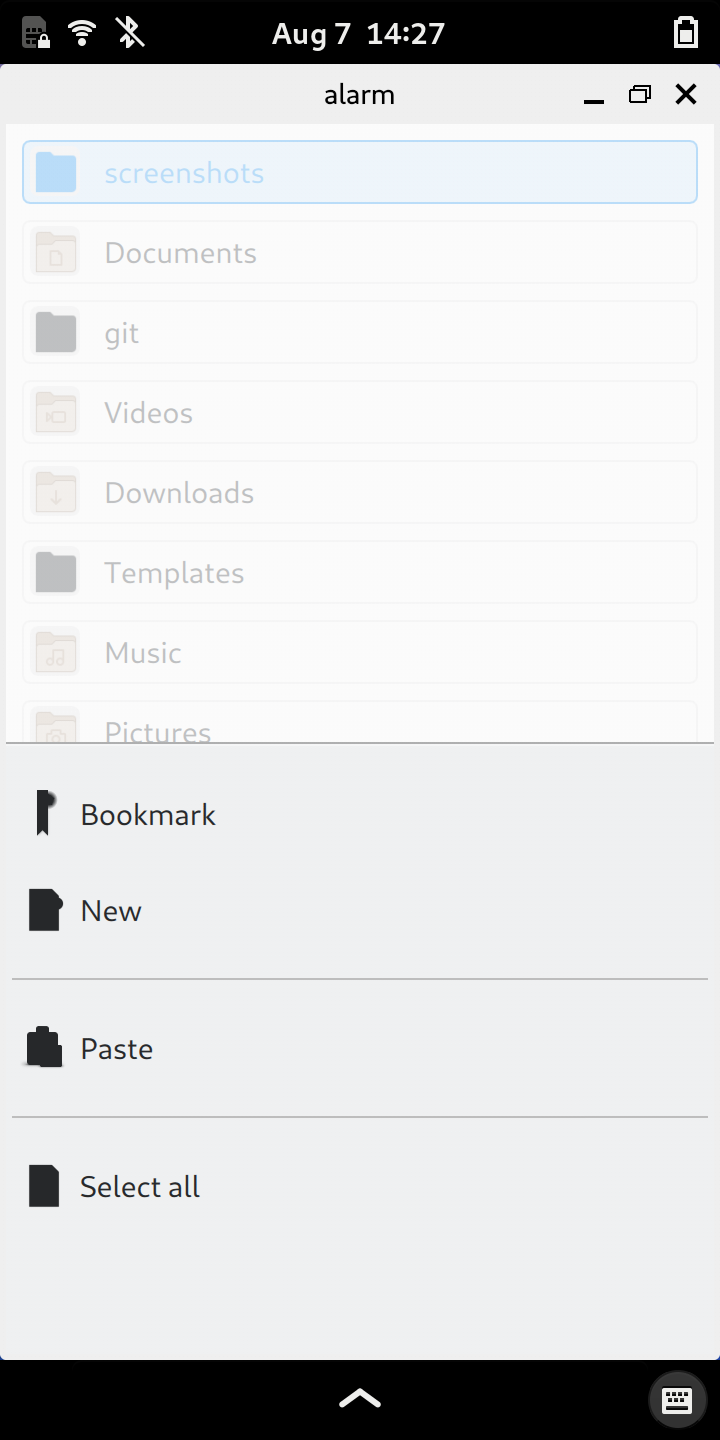 Aug 7 14:27
alarm
screenshots
Documents
git
Videos
Downloads
Templates
Music
Pictures
Bookmark
New
Paste
Select all